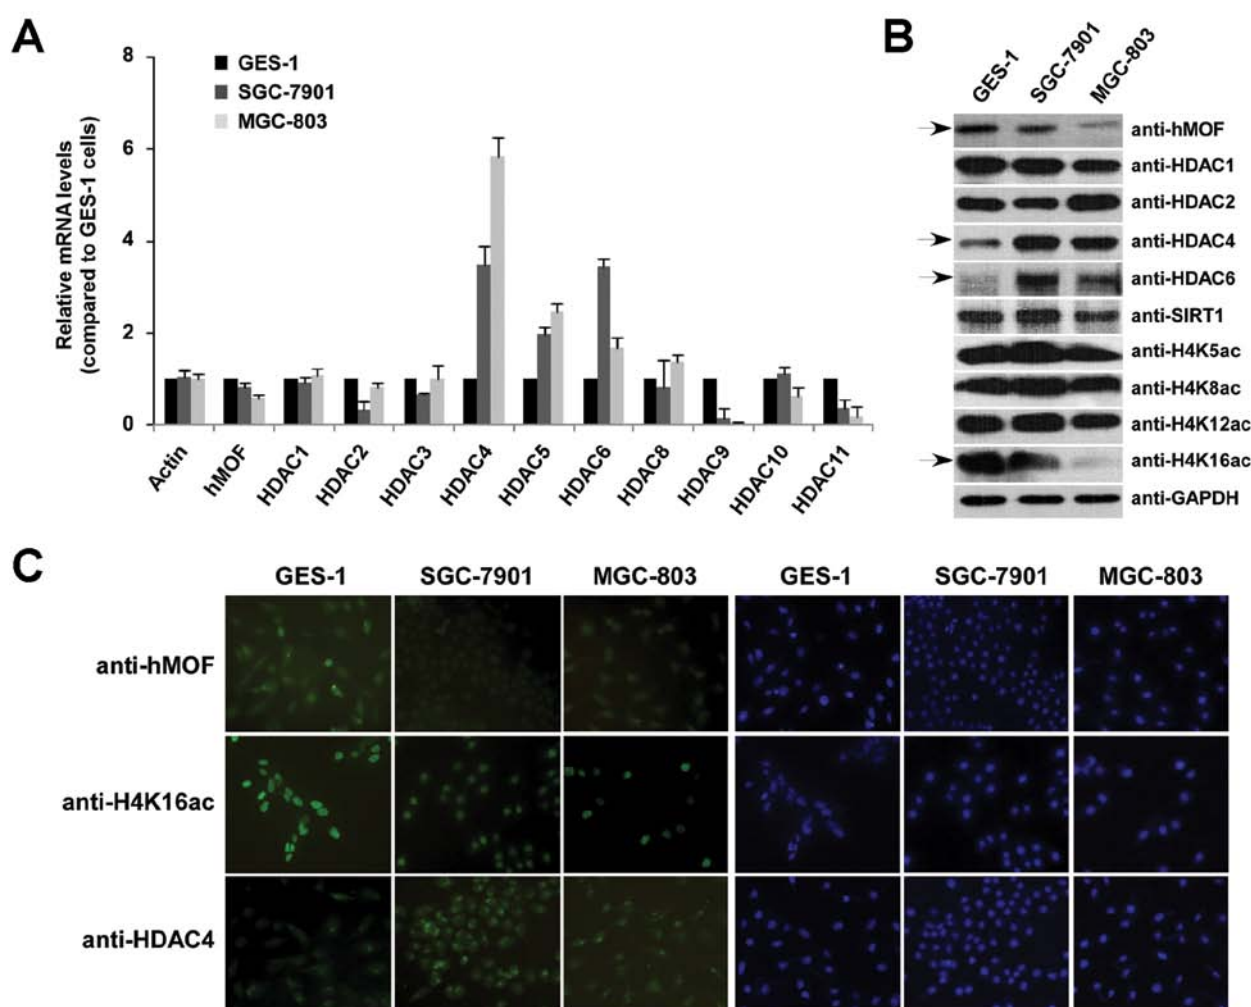 A
8
6
4
2
0
Relative mRNA levels
(compared to GES-1 cells)
GES-1
SGC-7901
MGC-803
Actin
hMOF
HDAC1
HDAC2
HDAC3
HDAC4
HDAC5
HDAC6
HDAC8
HDAC9
HDAC10
HDAC11
B
GES-1
SGC-7901
MGC-803
anti-hMOF
anti-HDAC1
anti-HDAC2
anti-HDAC4
anti-HDAC6
anti-SIRT1
anti-H4K5ac
anti-H4K8ac
anti-H4K12ac
anti-H4K16ac
anti-GAPDH
C
GES-1 SGC-7901 MGC-803 GES-1 SGC-7901 MGC-803
anti-hMOF
anti-H4K16ac
anti-HDAC4